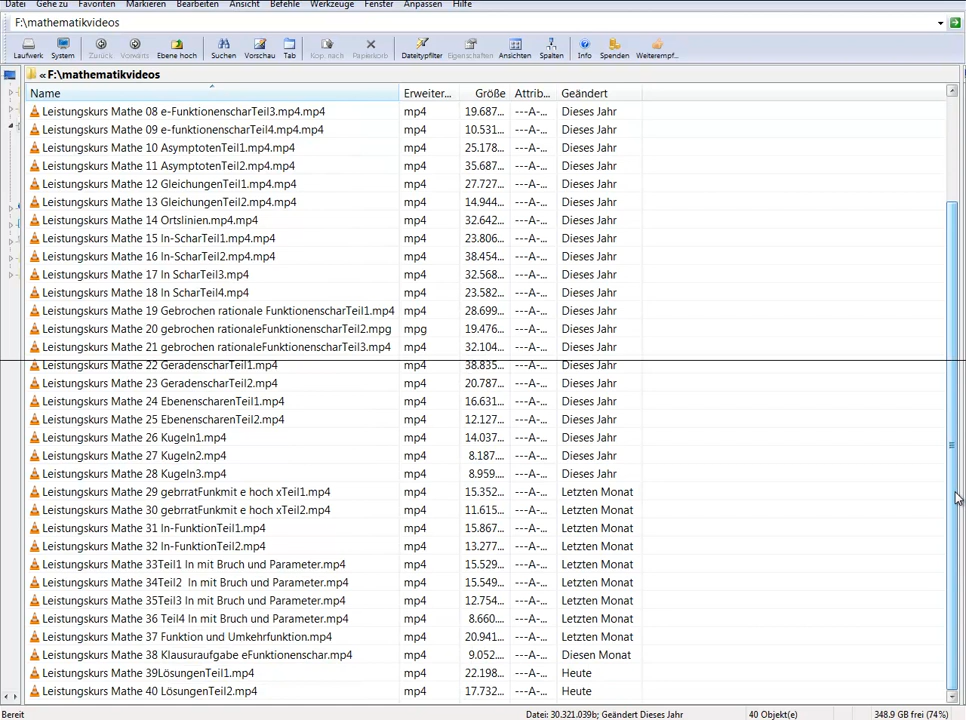 Datei Gehe zu Favoriten Markieren Bearbeiten Ansicht Befehle Werkzeuge Fenster Anpassen Hilfe
F:\mathematikvideos
Laufwerk System Zurück Vorwärts Ebene hoch Suchen Vorschau Tab Kop. nach Papierkorb Dateitypfilter Eigenschaften Ansichten Spalten Info Spenden Weiterempf...
« F:\mathematikvideos
Name Erweiter... Größe Attrib... Geändert
Leistungskurs Mathe 08 e-FunktionenscharTeil3.mp4.mp4 mp4 19.687... ---A-... Dieses Jahr
Leistungskurs Mathe 09 e-funktionenscharTeil4.mp4.mp4 mp4 10.531... ---A-... Dieses Jahr
Leistungskurs Mathe 10 AsymptotenTeil1.mp4.mp4 mp4 25.178... ---A-... Dieses Jahr
Leistungskurs Mathe 11 AsymptotenTeil2.mp4.mp4 mp4 35.687... ---A-... Dieses Jahr
Leistungskurs Mathe 12 GleichungenTeil1.mp4.mp4 mp4 27.727... ---A-... Dieses Jahr
Leistungskurs Mathe 13 GleichungenTeil2.mp4.mp4 mp4 14.944... ---A-... Dieses Jahr
Leistungskurs Mathe 14 Ortslinien.mp4.mp4 mp4 32.642... ---A-... Dieses Jahr
Leistungskurs Mathe 15 ln-ScharTeil1.mp4.mp4 mp4 23.806... ---A-... Dieses Jahr
Leistungskurs Mathe 16 ln-ScharTeil2.mp4.mp4 mp4 38.454... ---A-... Dieses Jahr
Leistungskurs Mathe 17 ln ScharTeil3.mp4 mp4 32.568... ---A-... Dieses Jahr
Leistungskurs Mathe 18 ln ScharTeil4.mp4 mp4 23.582... ---A-... Dieses Jahr
Leistungskurs Mathe 19 Gebrochen rationale FunktionenscharTeil1.mp4 mp4 28.699... ---A-... Dieses Jahr
Leistungskurs Mathe 20 gebrochen rationaleFunktionenscharTeil2.mpg mpg 19.476... ---A-... Dieses Jahr
Leistungskurs Mathe 21 gebrochen rationaleFunktionenscharTeil3.mp4 mp4 32.104... ---A-... Dieses Jahr
Leistungskurs Mathe 22 GeradenscharTeil1.mp4 mp4 38.835... ---A-... Dieses Jahr
Leistungskurs Mathe 23 GeradenscharTeil2.mp4 mp4 20.787... ---A-... Dieses Jahr
Leistungskurs Mathe 24 EbenenscharenTeil1.mp4 mp4 16.631... ---A-... Dieses Jahr
Leistungskurs Mathe 25 EbenenscharenTeil2.mp4 mp4 12.127... ---A-... Dieses Jahr
Leistungskurs Mathe 26 Kugeln1.mp4 mp4 14.037... ---A-... Dieses Jahr
Leistungskurs Mathe 27 Kugeln2.mp4 mp4 8.187... ---A-... Dieses Jahr
Leistungskurs Mathe 28 Kugeln3.mp4 mp4 8.959... ---A-... Dieses Jahr
Leistungskurs Mathe 29 gebrratFunkmit e hoch xTeil1.mp4 mp4 15.352... ---A-... Letzten Monat
Leistungskurs Mathe 30 gebrratFunkmit e hoch xTeil2.mp4 mp4 11.615... ---A-... Letzten Monat
Leistungskurs Mathe 31 ln-FunktionTeil1.mp4 mp4 15.867... ---A-... Letzten Monat
Leistungskurs Mathe 32 ln-FunktionTeil2.mp4 mp4 13.277... ---A-... Letzten Monat
Leistungskurs Mathe 33Teil1 ln mit Bruch und Parameter.mp4 mp4 15.529... ---A-... Letzten Monat
Leistungskurs Mathe 34Teil2  ln mit Bruch und Parameter.mp4 mp4 15.549... ---A-... Letzten Monat
Leistungskurs Mathe 35Teil3 ln mit Bruch und Parameter.mp4 mp4 12.754... ---A-... Letzten Monat
Leistungskurs Mathe 36 Teil4 ln mit Bruch und Parameter.mp4 mp4 8.660... ---A-... Letzten Monat
Leistungskurs Mathe 37 Funktion und Umkehrfunktion.mp4 mp4 20.941... ---A-... Letzten Monat
Leistungskurs Mathe 38 Klausuraufgabe eFunktionenschar.mp4 mp4 9.052... ---A-... Diesen Monat
Leistungskurs Mathe 39LösungenTeil1.mp4 mp4 22.198... ---A-... Heute
Leistungskurs Mathe 40 LösungenTeil2.mp4 mp4 17.732... ---A-... Heute
Bereit Datei: 30.321.039b; Geändert Dieses Jahr 40 Objekt(e) 348.9 GB frei (74%)